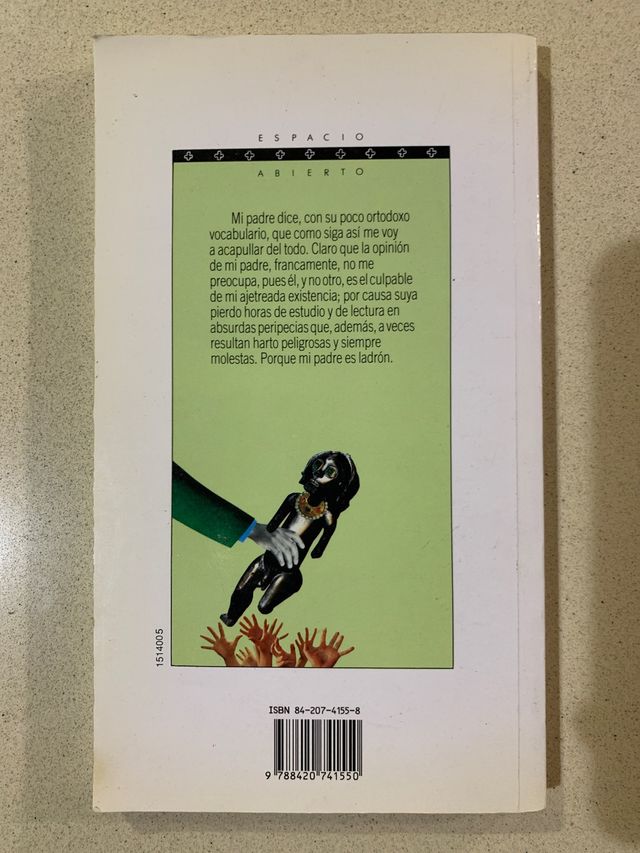 ESPACIO
ABIERTO
Mi padre dice, con su poco ortodoxo
vocabulario, que como siga así me voy
a acapullar del todo. Claro que la opinión
de mi padre, francamente, no me
preocupa, pues él, y no otro, es el culpable
de mi ajetreada existencia; por causa suya
pierdo horas de estudio y de lectura en
absurdas peripecias que, además, a veces
resultan harto peligrosas y siempre
molestas. Porque mi padre es ladrón.
1514005
ISBN 84-207-4155-8
9 788420 741550